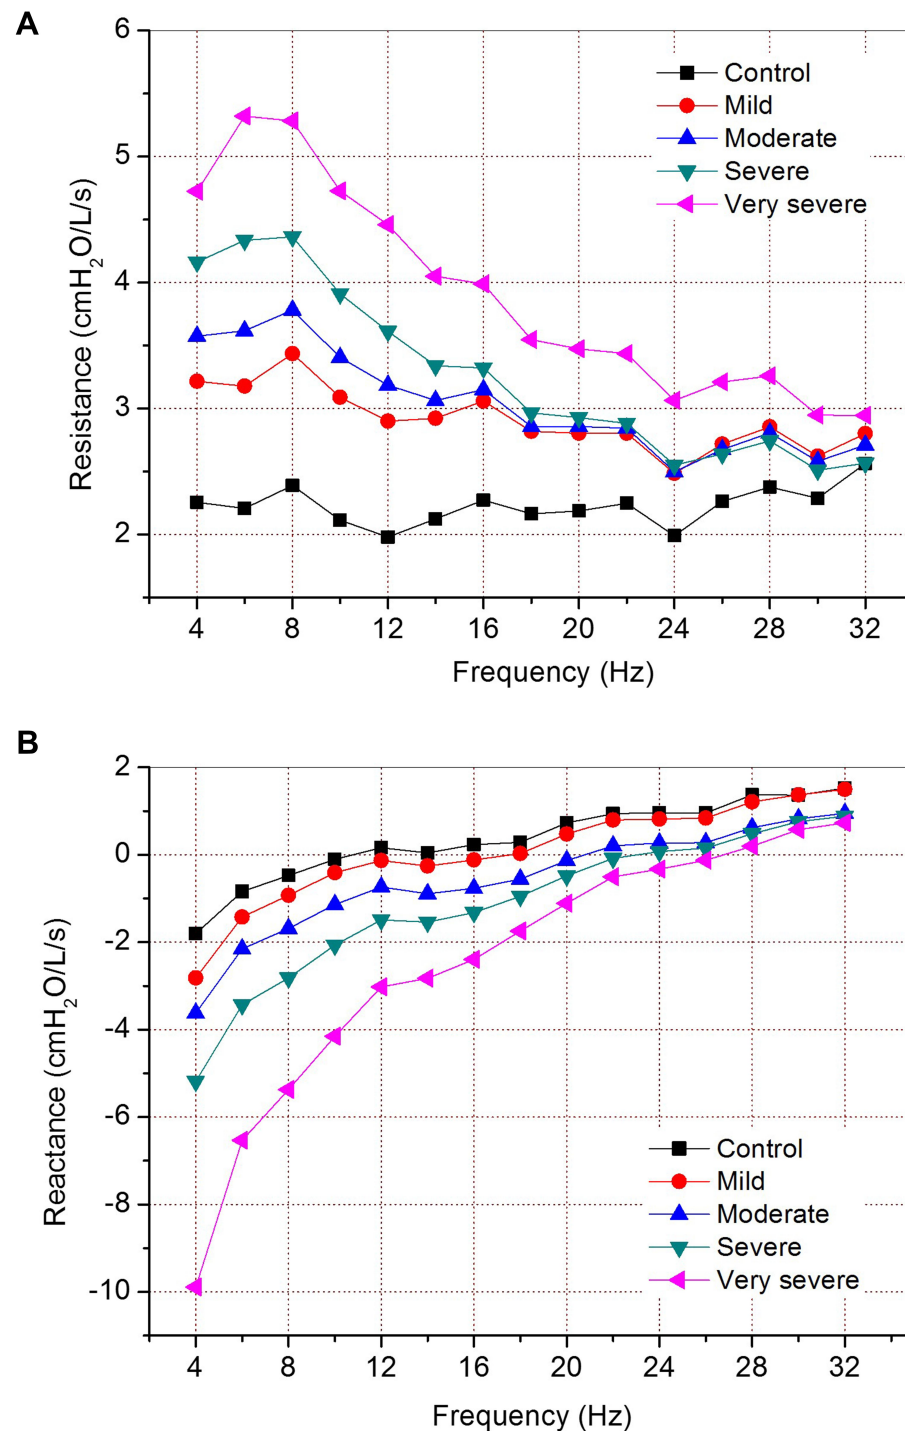 A
6
5
4
3
2
Resistance (cmH₂O/L/s)
Control
Mild
Moderate
Severe
Very severe
4 8 12 16 20 24 28 32
Frequency (Hz)
B
2
0
-2
-4
-6
-8
-10
Reactance (cmH₂O/L/s)
Control
Mild
Moderate
Severe
Very severe
4 8 12 16 20 24 28 32
Frequency (Hz)